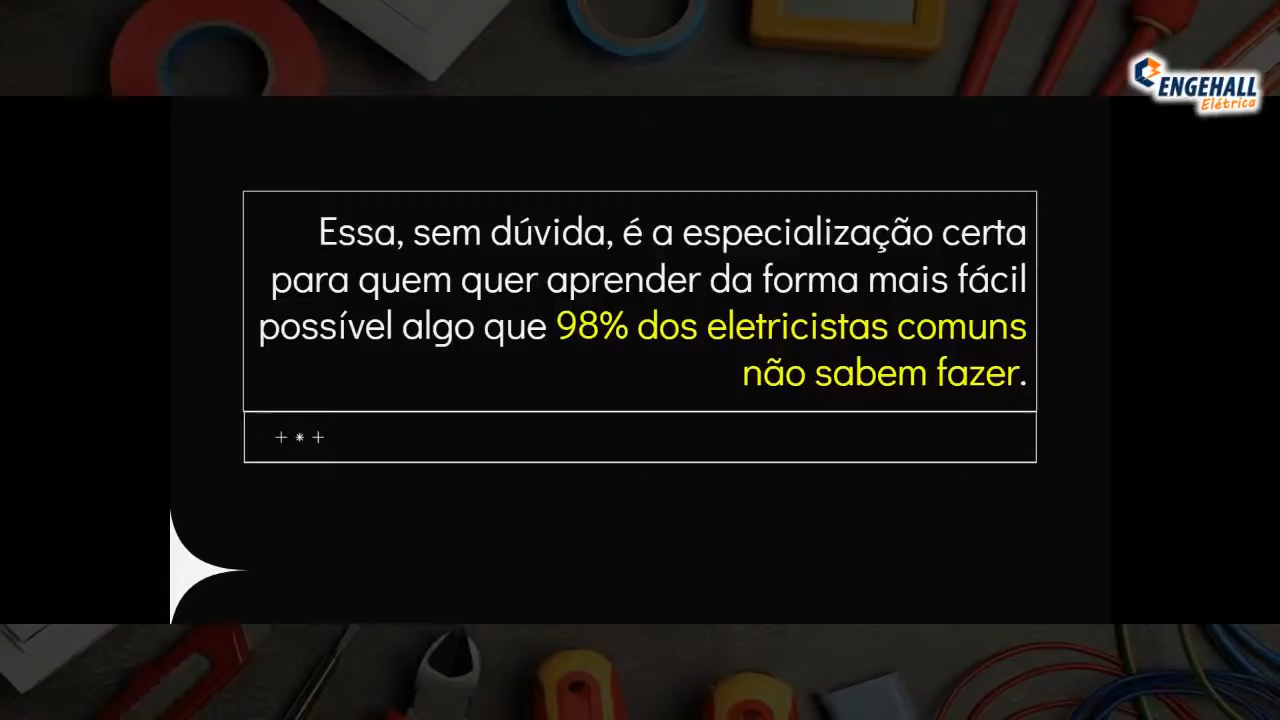 ENGEHALL
Elétrica
Essa, sem dúvida, é a especialização certa
para quem quer aprender da forma mais fácil
possível algo que 98% dos eletricistas comuns
não sabem fazer.
+ * +